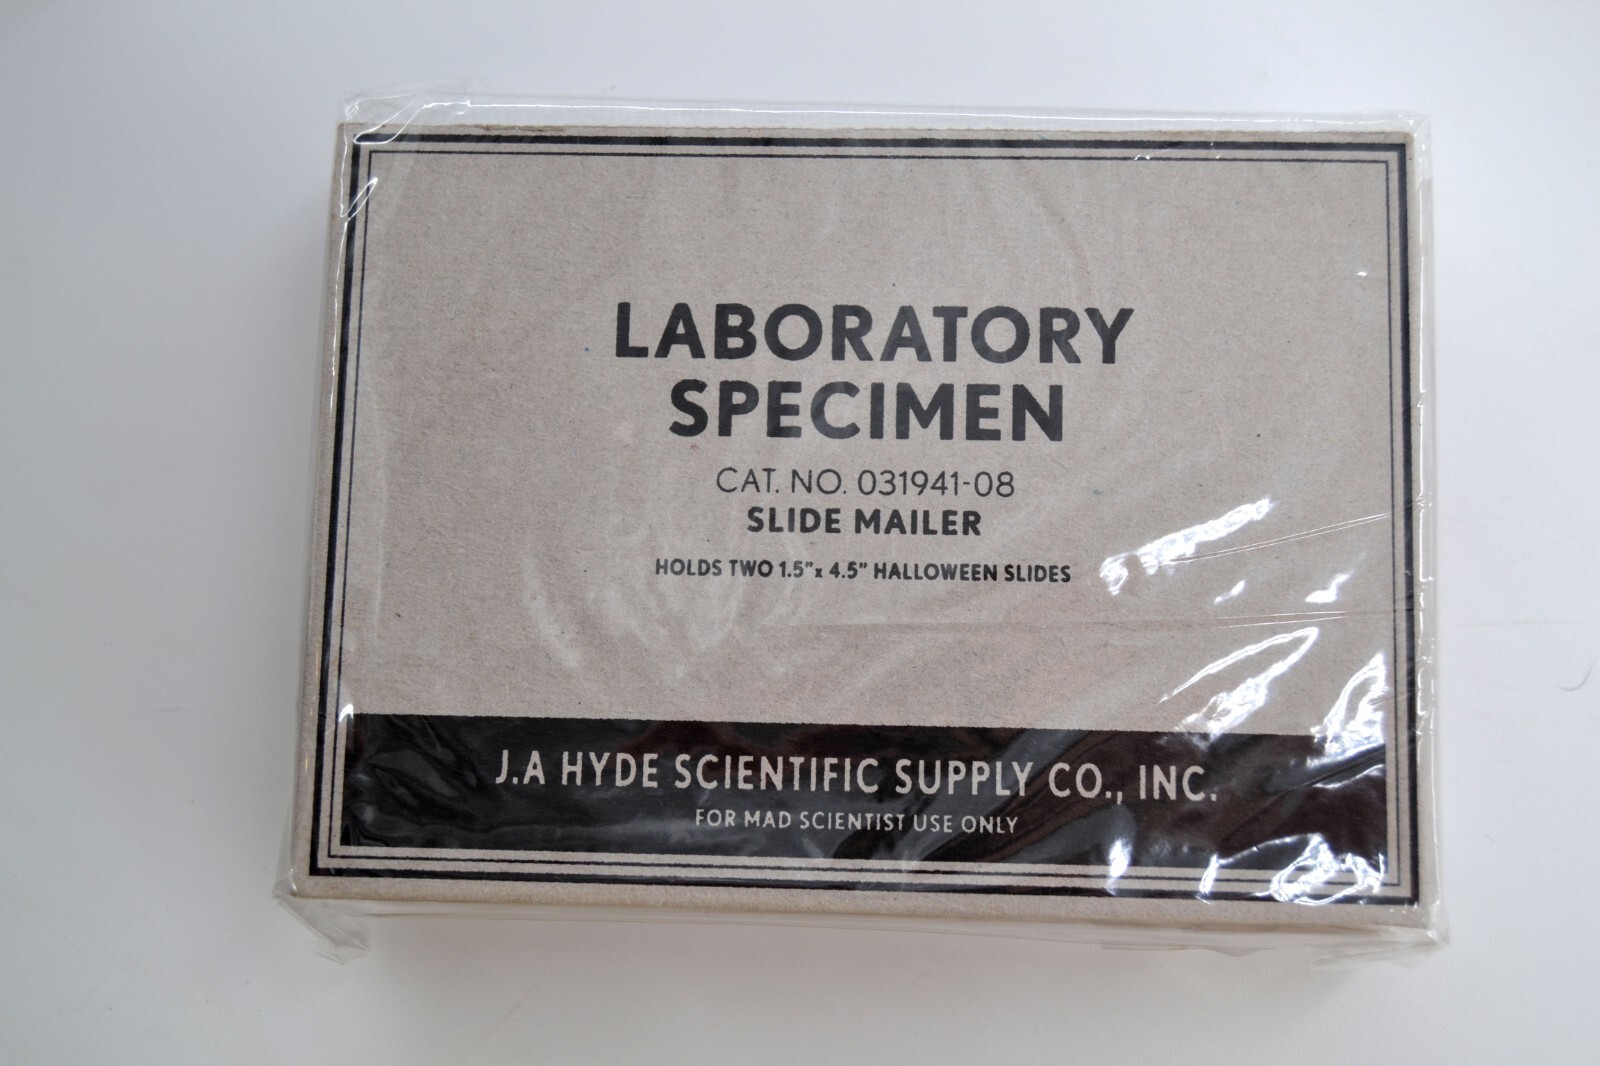 LABORATORY
SPECIMEN
CAT. NO. 031941-08
SLIDE MAILER
HOLDS TWO 1.5"x 4.5" HALLOWEEN SLIDES
J.A HYDE SCIENTIFIC SUPPLY CO., INC.
FOR MAD SCIENTIST USE ONLY